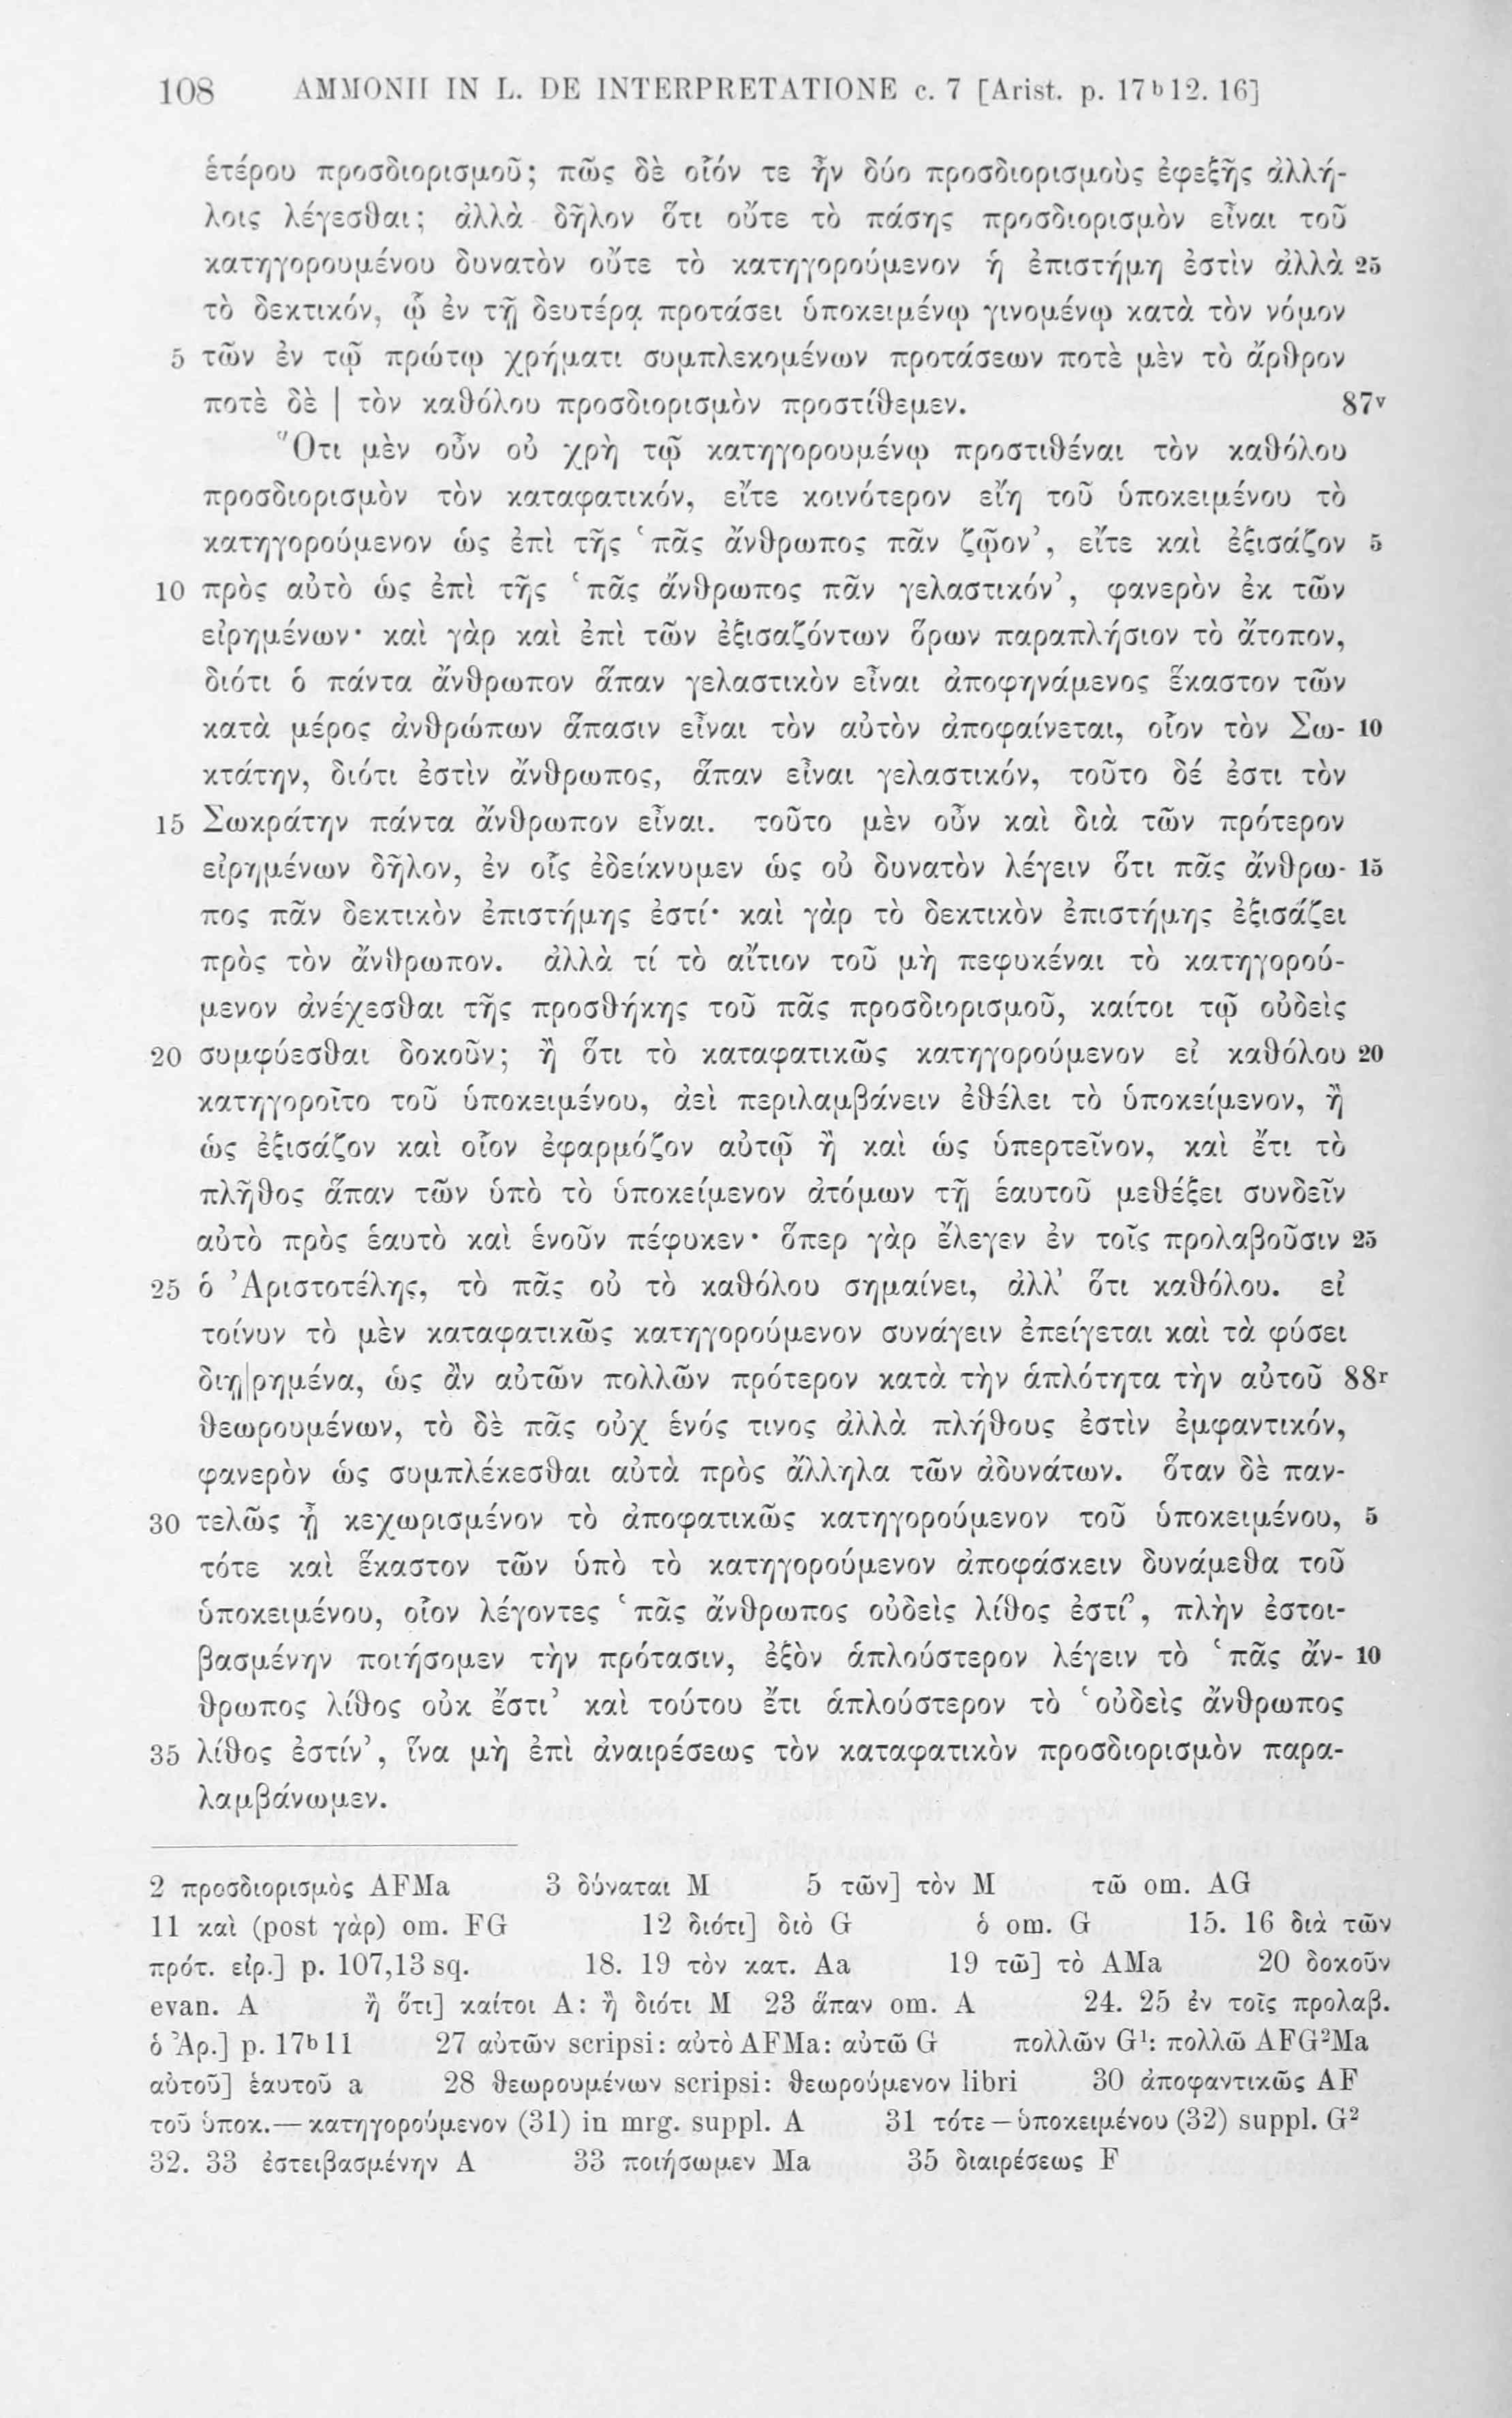 108 AMMONII IN L. DE INTERPRETATIONE c. 7 [Arist. p. 17ᵇ12. 16]
ἑτέρου προσδιορισμοῦ; πῶς δὲ οἷόν τε ἦν δύο προσδιορισμοὺς ἐφεξῆς ἀλλή-
λοις λέγεσθαι; ἀλλὰ δῆλον ὅτι οὔτε τὸ πάσης προσδιορισμὸν εἶναι τοῦ
κατηγορουμένου δυνατὸν οὔτε τὸ κατηγορούμενον ἡ ἐπιστήμη ἐστὶν ἀλλὰ 25
τὸ δεκτικόν, ᾧ ἐν τῇ δευτέρᾳ προτάσει ὑποκειμένῳ γινομένῳ κατὰ τὸν νόμον
5 τῶν ἐν τῷ πρώτῳ χρήματι συμπλεκομένων προτάσεων ποτὲ μὲν τὸ ἄρθρον
ποτὲ δὲ | τὸν καθόλου προσδιορισμὸν προστίθεμεν. 87ᵛ
Ὅτι μὲν οὖν οὐ χρὴ τῷ κατηγορουμένῳ προστιθέναι τὸν καθόλου
προσδιορισμὸν τὸν καταφατικόν, εἴτε κοινότερον εἴη τοῦ ὑποκειμένου τὸ
κατηγορούμενον ὡς ἐπὶ τῆς ‘πᾶς ἄνθρωπος πᾶν ζῷον’, εἴτε καὶ ἐξισάζον 5
10 πρὸς αὐτὸ ὡς ἐπὶ τῆς ‘πᾶς ἄνθρωπος πᾶν γελαστικόν’, φανερὸν ἐκ τῶν
εἰρημένων· καὶ γὰρ καὶ ἐπὶ τῶν ἐξισαζόντων ὅρων παραπλήσιον τὸ ἄτοπον,
διότι ὁ πάντα ἄνθρωπον ἅπαν γελαστικὸν εἶναι ἀποφηνάμενος ἕκαστον τῶν
κατὰ μέρος ἀνθρώπων ἅπασιν εἶναι τὸν αὐτὸν ἀποφαίνεται, οἷον τὸν Σω- 10
κτάτην, διότι ἐστὶν ἄνθρωπος, ἅπαν εἶναι γελαστικόν, τοῦτο δέ ἐστι τὸν
15 Σωκράτην πάντα ἄνθρωπον εἶναι. τοῦτο μὲν οὖν καὶ διὰ τῶν πρότερον
εἰρημένων δῆλον, ἐν οἷς ἐδείκνυμεν ὡς οὐ δυνατὸν λέγειν ὅτι πᾶς ἄνθρω- 15
πος πᾶν δεκτικὸν ἐπιστήμης ἐστί· καὶ γὰρ τὸ δεκτικὸν ἐπιστήμης ἐξισάζει
πρὸς τὸν ἄνθρωπον. ἀλλὰ τί τὸ αἴτιον τοῦ μὴ πεφυκέναι τὸ κατηγορού-
μενον ἀνέχεσθαι τῆς προσθήκης τοῦ πᾶς προσδιορισμοῦ, καίτοι τῷ οὐδεὶς
20 συμφύεσθαι δοκοῦν; ἢ ὅτι τὸ καταφατικῶς κατηγορούμενον εἰ καθόλου 20
κατηγοροῖτο τοῦ ὑποκειμένου, ἀεὶ περιλαμβάνειν ἐθέλει τὸ ὑποκείμενον, ἢ
ὡς ἐξισάζον καὶ οἷον ἐφαρμόζον αὐτῷ ἢ καὶ ὡς ὑπερτεῖνον, καὶ ἔτι τὸ
πλῆθος ἅπαν τῶν ὑπὸ τὸ ὑποκείμενον ἀτόμων τῇ ἑαυτοῦ μεθέξει συνδεῖν
αὐτὸ πρὸς ἑαυτὸ καὶ ἑνοῦν πέφυκεν· ὅπερ γὰρ ἔλεγεν ἐν τοῖς προλαβοῦσιν 25
25 ὁ Ἀριστοτέλης, τὸ πᾶς οὐ τὸ καθόλου σημαίνει, ἀλλ’ ὅτι καθόλου. εἰ
τοίνυν τὸ μὲν καταφατικῶς κατηγορούμενον συνάγειν ἐπείγεται καὶ τὰ φύσει
διῃ|ρημένα, ὡς ἂν αὐτῶν πολλῶν πρότερον κατὰ τὴν ἁπλότητα τὴν αὐτοῦ 88ʳ
θεωρουμένων, τὸ δὲ πᾶς οὐχ ἑνός τινος ἀλλὰ πλήθους ἐστὶν ἐμφαντικόν,
φανερὸν ὡς συμπλέκεσθαι αὐτὰ πρὸς ἄλληλα τῶν ἀδυνάτων. ὅταν δὲ παν-
30 τελῶς ᾖ κεχωρισμένον τὸ ἀποφατικῶς κατηγορούμενον τοῦ ὑποκειμένου, 5
τότε καὶ ἕκαστον τῶν ὑπὸ τὸ κατηγορούμενον ἀποφάσκειν δυνάμεθα τοῦ
ὑποκειμένου, οἷον λέγοντες ‘πᾶς ἄνθρωπος οὐδεὶς λίθος ἐστί’, πλὴν ἐστοι-
βασμένην ποιήσομεν τὴν πρότασιν, ἐξὸν ἁπλούστερον λέγειν τὸ ‘πᾶς ἄν- 10
θρωπος λίθος οὐκ ἔστι’ καὶ τούτου ἔτι ἁπλούστερον τὸ ‘οὐδεὶς ἄνθρωπος
35 λίθος ἐστίν’, ἵνα μὴ ἐπὶ ἀναιρέσεως τὸν καταφατικὸν προσδιορισμὸν παρα-
λαμβάνωμεν.
2 προσδιορισμὸς AFMa 3 δύναται M 5 τῶν] τὸν M τῶ om. AG
11 καὶ (post γὰρ) om. FG 12 διότι] διὸ G ὁ om. G 15. 16 διὰ τῶν
πρότ. εἰρ.] p. 107,13 sq. 18. 19 τὸν κατ. Aa 19 τῶ] τὸ AMa 20 δοκοῦν
evan. A ἢ ὅτι] καίτοι A: ἢ διότι M 23 ἅπαν om. A 24. 25 ἐν τοῖς προλαβ.
ὁ Ἀρ.] p. 17ᵇ11 27 αὐτῶν scripsi: αὐτὸ AFMa: αὐτῶ G πολλῶν G¹: πολλῶ AFG²Ma
αὐτοῦ] ἑαυτοῦ a 28 θεωρουμένων scripsi: θεωρούμενον libri 30 ἀποφαντικῶς AF
τοῦ ὑποκ.—κατηγορούμενον (31) in mrg. suppl. A 31 τότε—ὑποκειμένου (32) suppl. G²
32. 33 ἐστειβασμένην A 33 ποιήσωμεν Ma 35 διαιρέσεως F